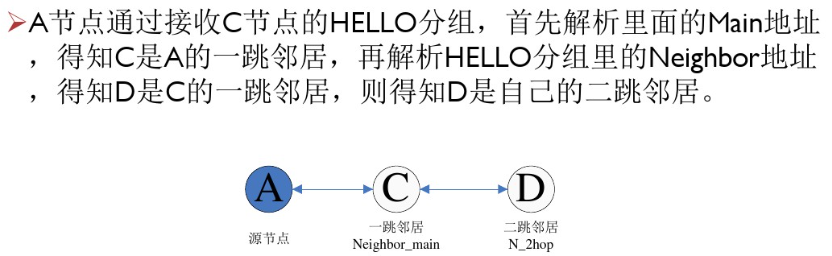 ➢A节点通过接收C节点的HELLO分组，首先解析里面的Main地址
，得知C是A的一跳邻居，再解析HELLO分组里的Neighbor地址
，得知D是C的一跳邻居，则得知D是自己的二跳邻居。
A C D
源节点
一跳邻居
Neighbor_main
二跳邻居
N_2hop